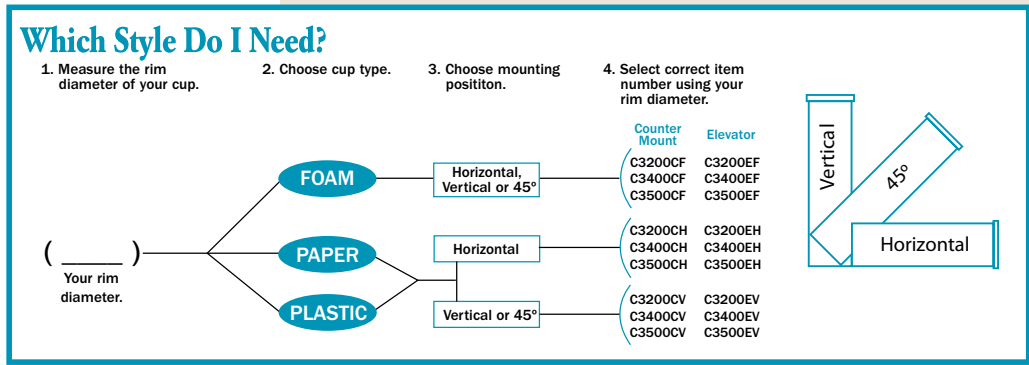 Which Style Do I Need?
1. Measure the rim
diameter of your cup.
2. Choose cup type.
3. Choose mounting
posititon.
4. Select correct item
number using your
rim diameter.
Counter
Mount
Elevator
FOAM
Horizontal,
Vertical or 45º
C3200CF C3200EF
C3400CF C3400EF
C3500CF C3500EF
( _____ )
Your rim
diameter.
PAPER
PLASTIC
Horizontal
C3200CH C3200EH
C3400CH C3400EH
C3500CH C3500EH
Vertical or 45º
C3200CV C3200EV
C3400CV C3400EV
C3500CV C3500EV
Vertical
45º
Horizontal